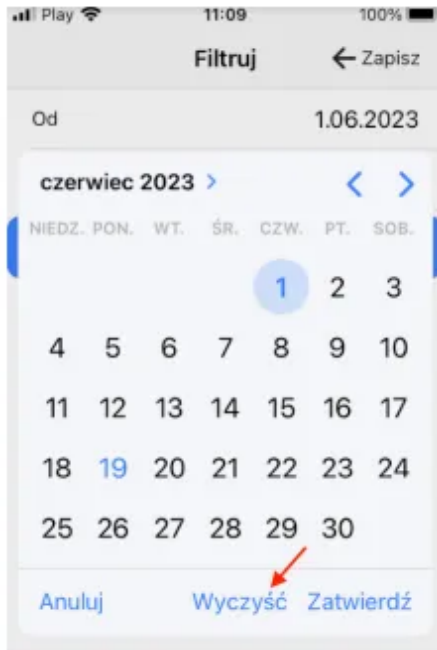 Play 11:09 100%
Filtruj ← Zapisz
Od 1.06.2023
czerwiec 2023 >
NIEDZ. PON. WT. ŚR. CZW. PT. SOB.
1 2 3
4 5 6 7 8 9 10
11 12 13 14 15 16 17
18 19 20 21 22 23 24
25 26 27 28 29 30
Anuluj Wyczyść Zatwierdź